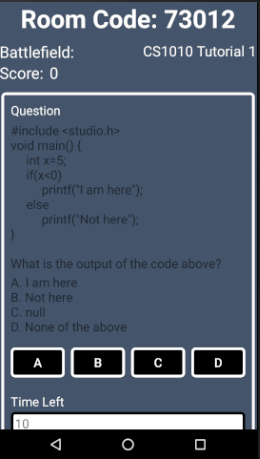 Room Code: 73012
Battlefield:
CS1010 Tutorial 1
Score: 0
Question
#include <studio.h>
void main() {
int x=5;
if(x<0)
printf("I am here");
else
printf("Not here");
}
What is the output of the code above?
A. I am here
B. Not here
C. null
D. None of the above
A B C D
Time Left
10